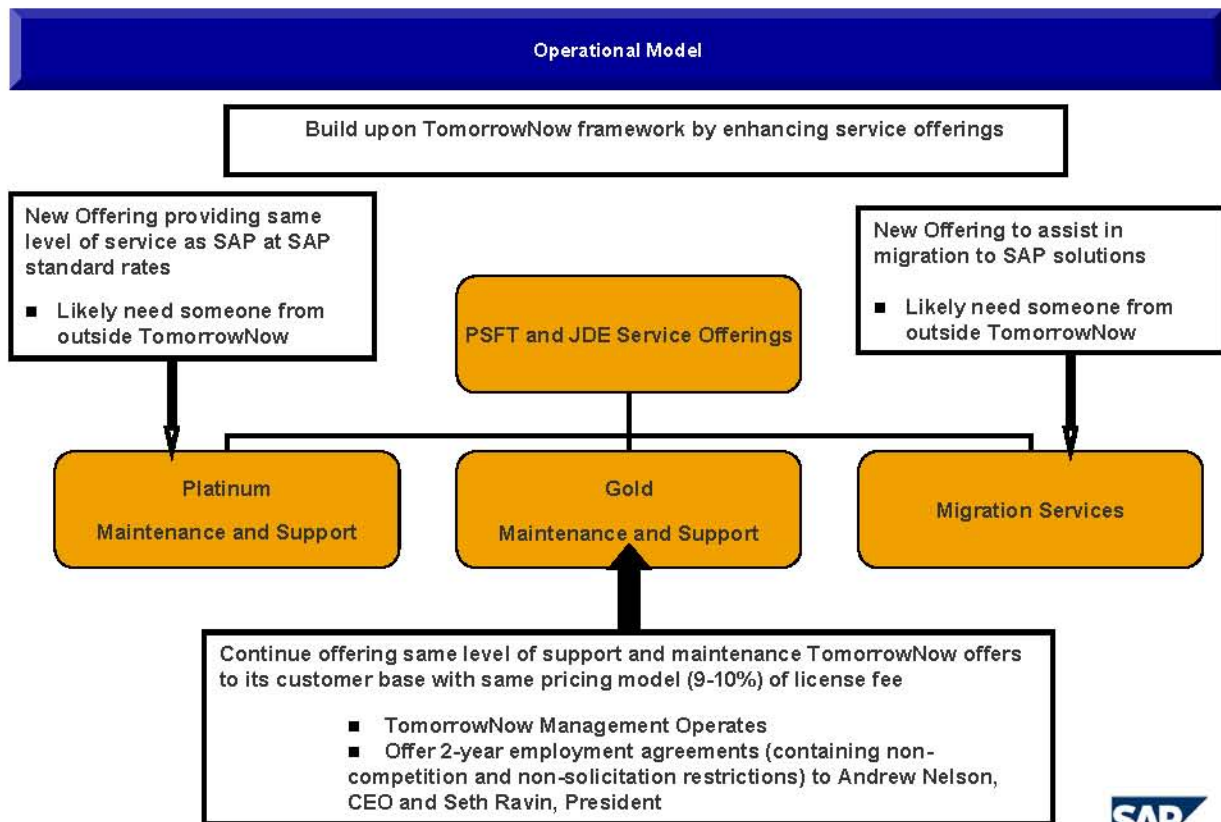 Operational Model
Build upon TomorrowNow framework by enhancing service offerings
New Offering providing same
level of service as SAP at SAP
standard rates
■ Likely need someone from
outside TomorrowNow
New Offering to assist in
migration to SAP solutions
■ Likely need someone from
outside TomorrowNow
PSFT and JDE Service Offerings
Platinum
Maintenance and Support
Gold
Maintenance and Support
Migration Services
Continue offering same level of support and maintenance TomorrowNow offers
to its customer base with same pricing model (9-10%) of license fee
■ TomorrowNow Management Operates
■ Offer 2-year employment agreements (containing non-
competition and non-solicitation restrictions) to Andrew Nelson,
CEO and Seth Ravin, President
SAP